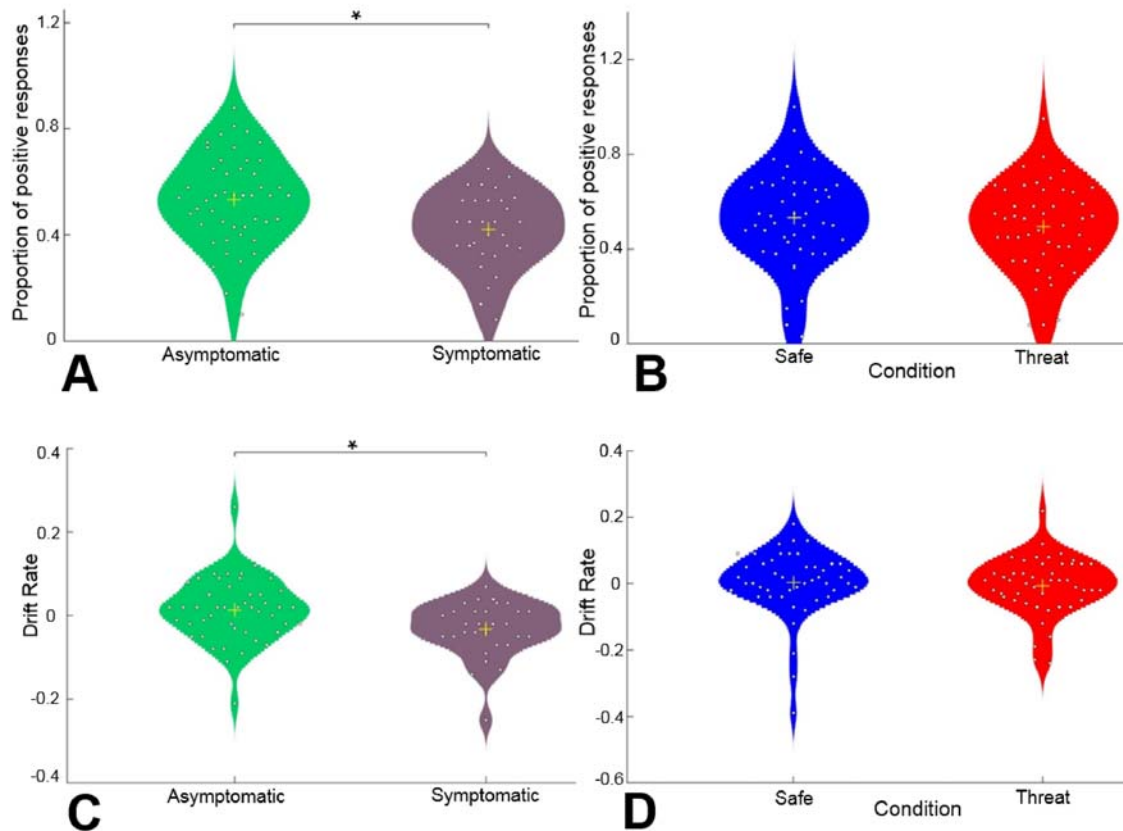 Proportion of positive responses
1.2
0.8
0.4
0
*
Asymptomatic
Symptomatic
A
Proportion of positive responses
1.2
0.8
0.4
0
Safe
Threat
Condition
B
Drift Rate
0.4
0.2
0
-0.2
-0.4
*
Asymptomatic
Symptomatic
C
Drift Rate
0.4
0.2
0
-0.2
-0.4
-0.6
Safe
Threat
Condition
D